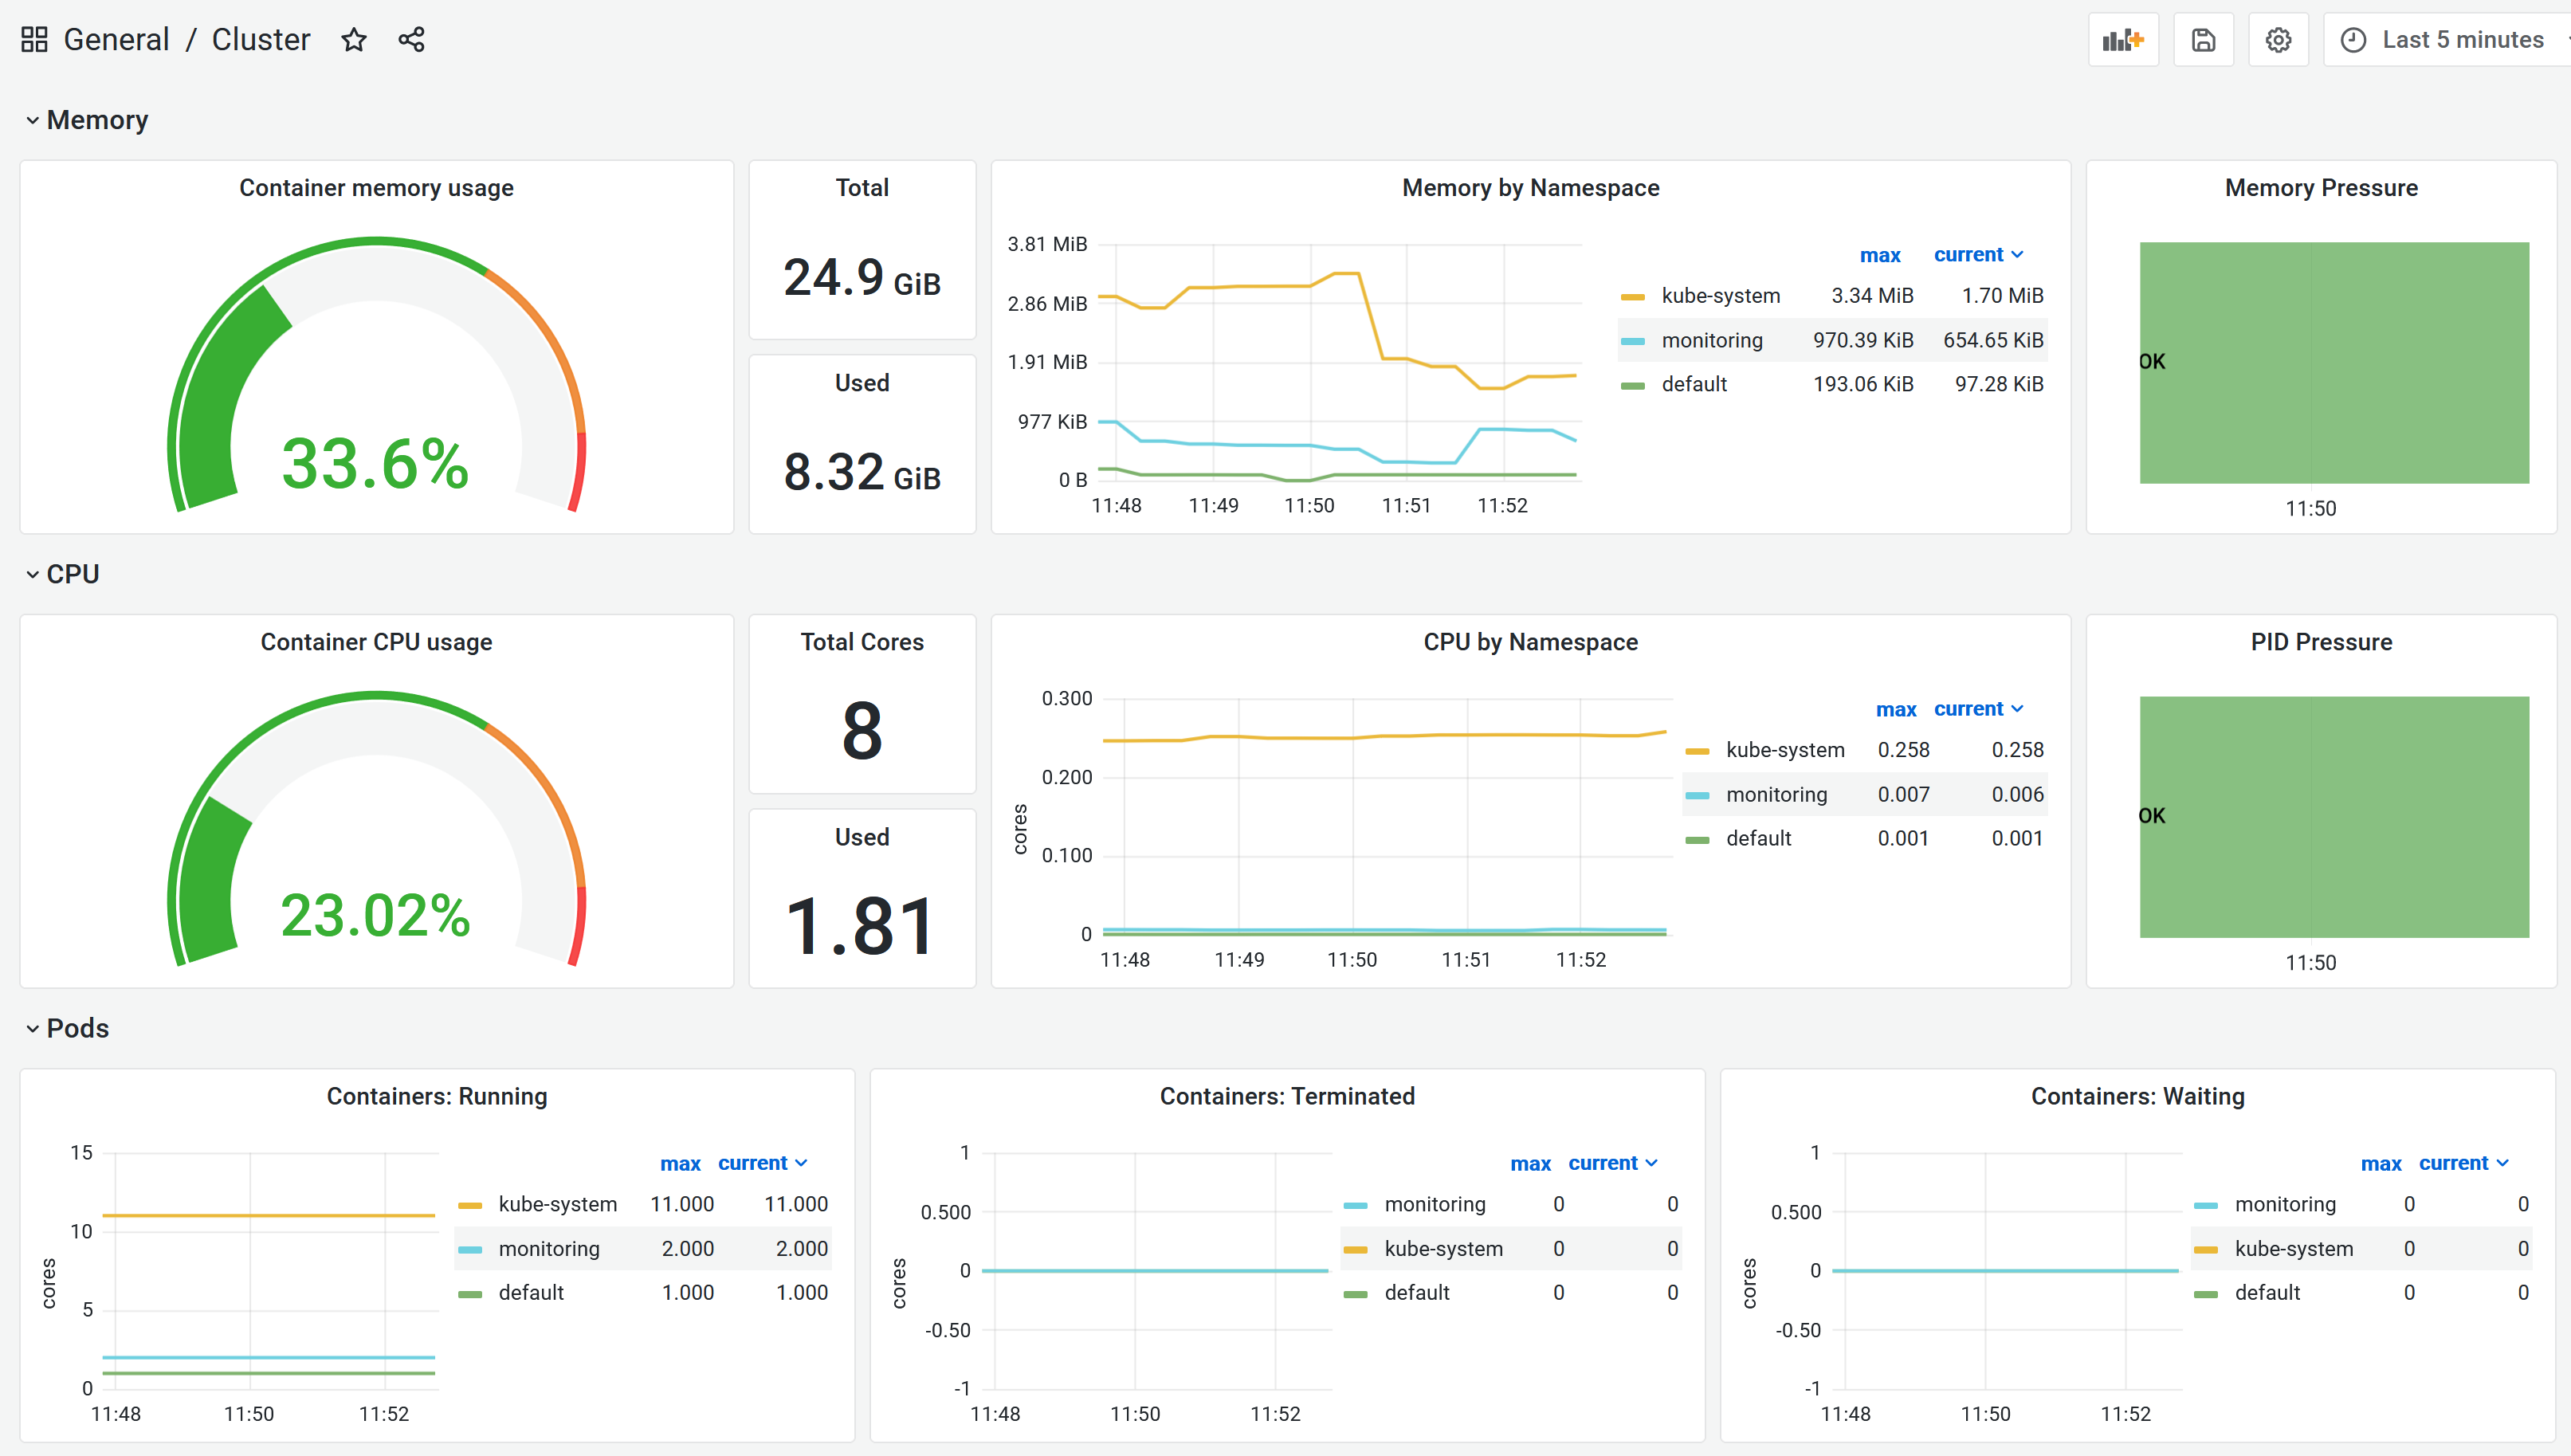 General / Cluster
Last 5 minutes
Memory
Container memory usage
33.6%
Total
24.9 GiB
Used
8.32 GiB
Memory by Namespace
3.81 MiB
2.86 MiB
1.91 MiB
977 KiB
0 B
11:48 11:49 11:50 11:51 11:52
max current
kube-system 3.34 MiB 1.70 MiB
monitoring 970.39 KiB 654.65 KiB
default 193.06 KiB 97.28 KiB
Memory Pressure
OK
11:50
CPU
Container CPU usage
23.02%
Total Cores
8
Used
1.81
CPU by Namespace
cores
0.300
0.200
0.100
0
11:48 11:49 11:50 11:51 11:52
max current
kube-system 0.258 0.258
monitoring 0.007 0.006
default 0.001 0.001
PID Pressure
OK
11:50
Pods
Containers: Running
cores
15
10
5
0
11:48 11:50 11:52
max current
kube-system 11.000 11.000
monitoring 2.000 2.000
default 1.000 1.000
Containers: Terminated
cores
1
0.500
0
-0.50
-1
11:48 11:50 11:52
max current
monitoring 0 0
kube-system 0 0
default 0 0
Containers: Waiting
cores
1
0.500
0
-0.50
-1
11:48 11:50 11:52
max current
monitoring 0 0
kube-system 0 0
default 0 0